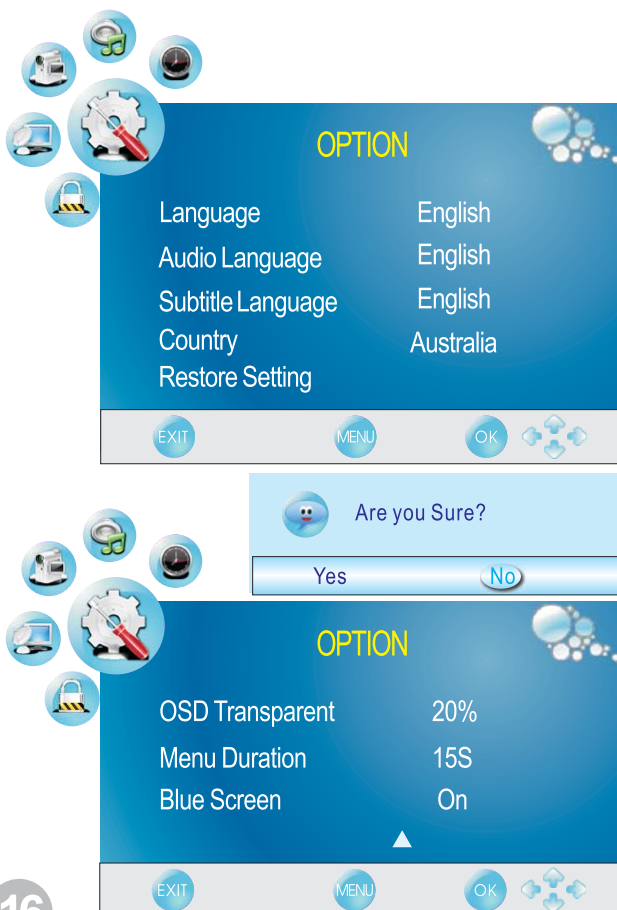 OPTION
Language English
Audio Language English
Subtitle Language English
Country Australia
Restore Setting
EXIT MENU OK
Are you Sure?
Yes No
OPTION
OSD Transparent 20%
Menu Duration 15S
Blue Screen On
EXIT MENU OK
16